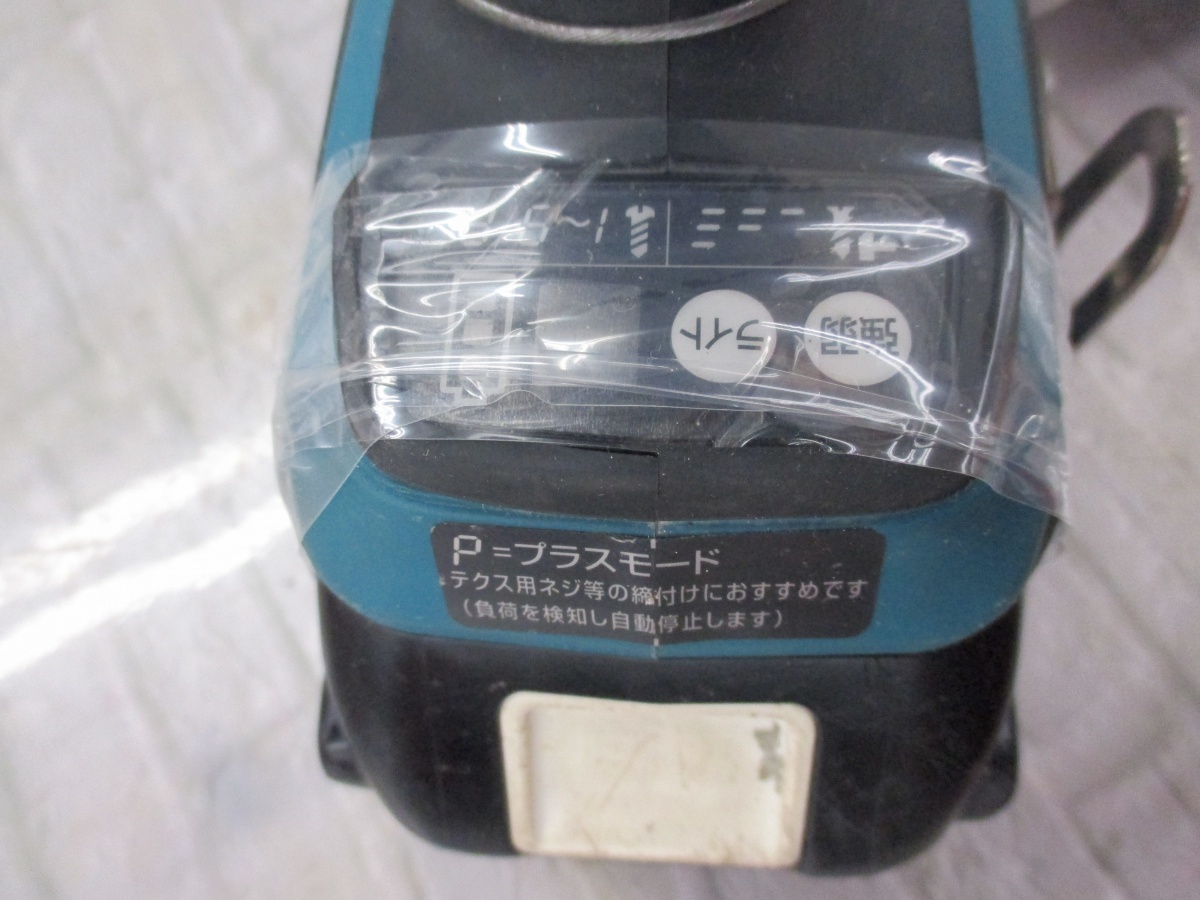 強弱
ライト
P=プラスモード
テクス用ネジ等の締付けにおすすめです
(負荷を検知し自動停止します)